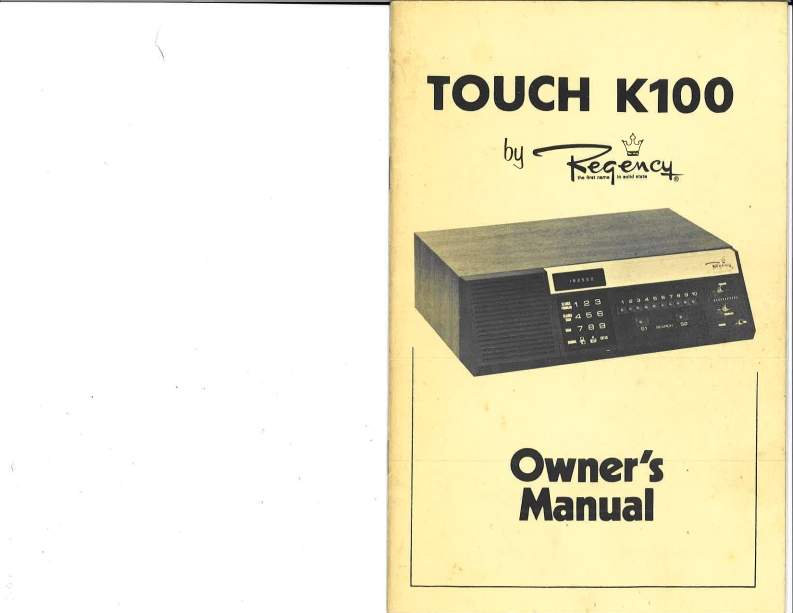 TOUCH K100
by Regency®
the first name in solid state
Regency
1 2 3
4 5 6
7 8 9
1 2 3 4 5 6 7 8 9 10
S1 SEARCH S2
Owner's
Manual